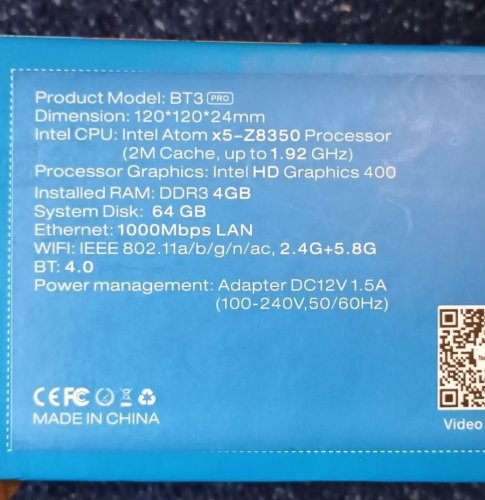 Product Model: BT3 PRO
Dimension: 120*120*24mm
Intel CPU: Intel Atom x5-Z8350 Processor
(2M Cache, up to 1.92 GHz)
Processor Graphics: Intel HD Graphics 400
Installed RAM: DDR3 4GB
System Disk: 64 GB
Ethernet: 1000Mbps LAN
WIFI: IEEE 802.11a/b/g/n/ac, 2.4G+5.8G
BT: 4.0
Power management: Adapter DC12V 1.5A
(100-240V,50/60Hz)
CE FC
MADE IN CHINA
Video